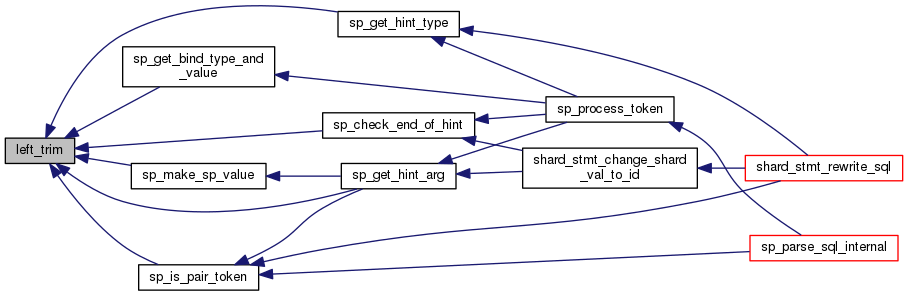 sp_get_hint_type
sp_get_bind_type_and
_value
sp_process_token
sp_check_end_of_hint
left_trim
shard_stmt_change_shard
_val_to_id
shard_stmt_rewrite_sql
sp_make_sp_value
sp_get_hint_arg
sp_parse_sql_internal
sp_is_pair_token